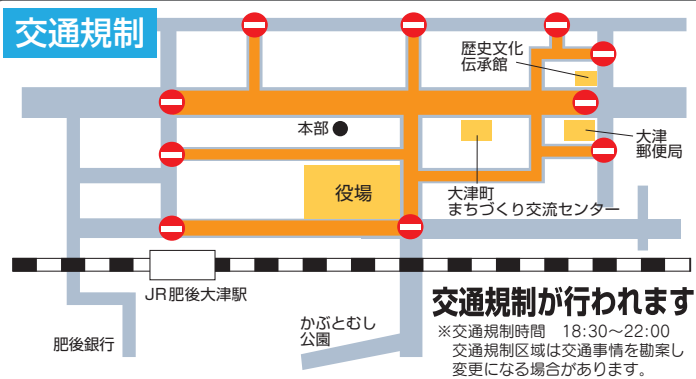 交通規制
歴史文化
伝承館
本部
大津
郵便局
役場
大津町
まちづくり交流センター
JR肥後大津駅
交通規制が行われます
かぶとむし
公園
※交通規制時間　18:30～22:00
交通規制区域は交通事情を勘案し
変更になる場合があります。
肥後銀行